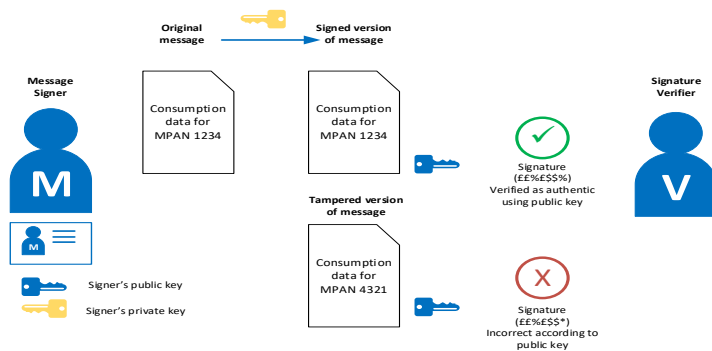 Original
message
Signed version
of message
Message
Signer
Signature
Verifier
Consumption
data for
MPAN 1234
Consumption
data for
MPAN 1234
M
V
Signature
(££%£$$%)
Verified as authentic
using public key
Tampered version
of message
M
Consumption
data for
MPAN 4321
X
Signer's public key
Signer's private key
Signature
(££%£$$*)
Incorrect according to
public key